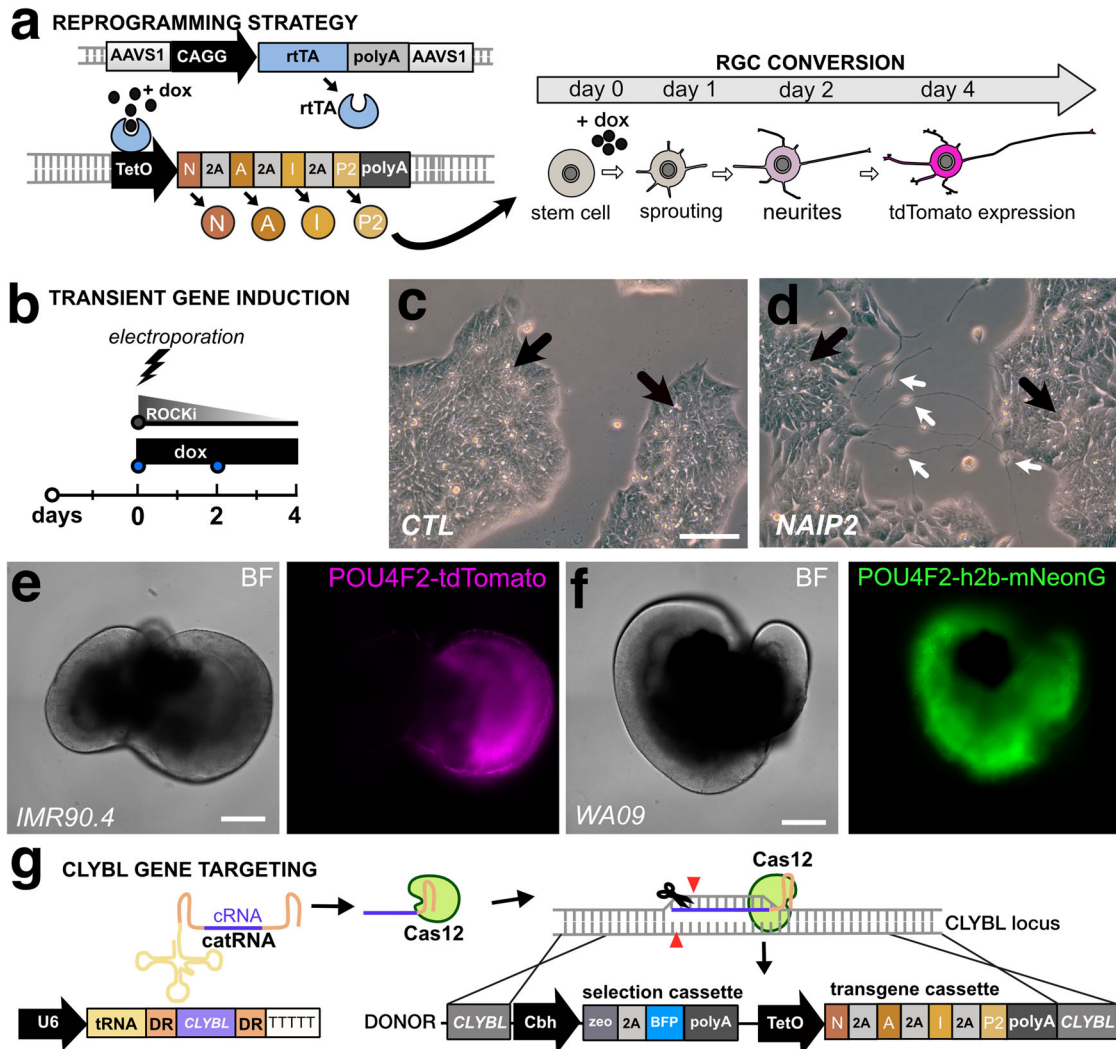 a REPROGRAMMING STRATEGY
AAVS1 CAGG rtTA polyA AAVS1
+ dox
rtTA
TetO N 2A A 2A I 2A P2 polyA
N A I P2
RGC CONVERSION
day 0 day 1 day 2 day 4
+ dox
stem cell sprouting neurites tdTomato expression
b TRANSIENT GENE INDUCTION
electroporation
ROCKi
dox
days 0 2 4
c
CTL
d
NAIP2
e BF
IMR90.4
POU4F2-tdTomato
f BF
WA09
POU4F2-h2b-mNeonG
g CLYBL GENE TARGETING
cRNA
catRNA
Cas12
Cas12
CLYBL locus
U6 tRNA DR CLYBL DR TTTTT
selection cassette transgene cassette
DONOR CLYBL Cbh zeo 2A BFP polyA TetO N 2A A 2A I 2A P2 polyA CLYBL